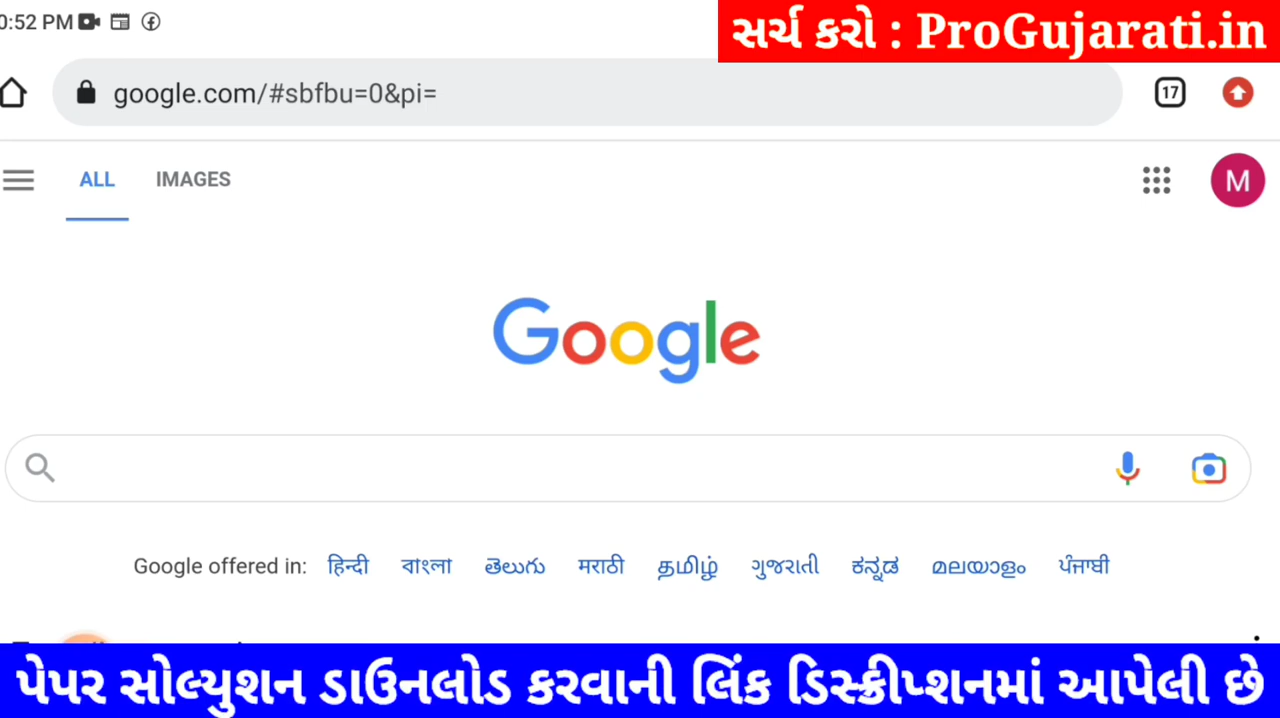 0:52 PM
સર્ચ કરો : ProGujarati.in
google.com/#sbfbu=0&pi=
17
ALL IMAGES
M
Google
Google offered in: हिन्दी বাংলা తెలుగు मराठी தமிழ் ગુજરાતી ಕನ್ನಡ മലയാളം ਪੰਜਾਬੀ
પેપર સોલ્યુશન ડાઉનલોડ કરવાની લિંક ડિસ્ક્રીપ્શનમાં આપેલી છે